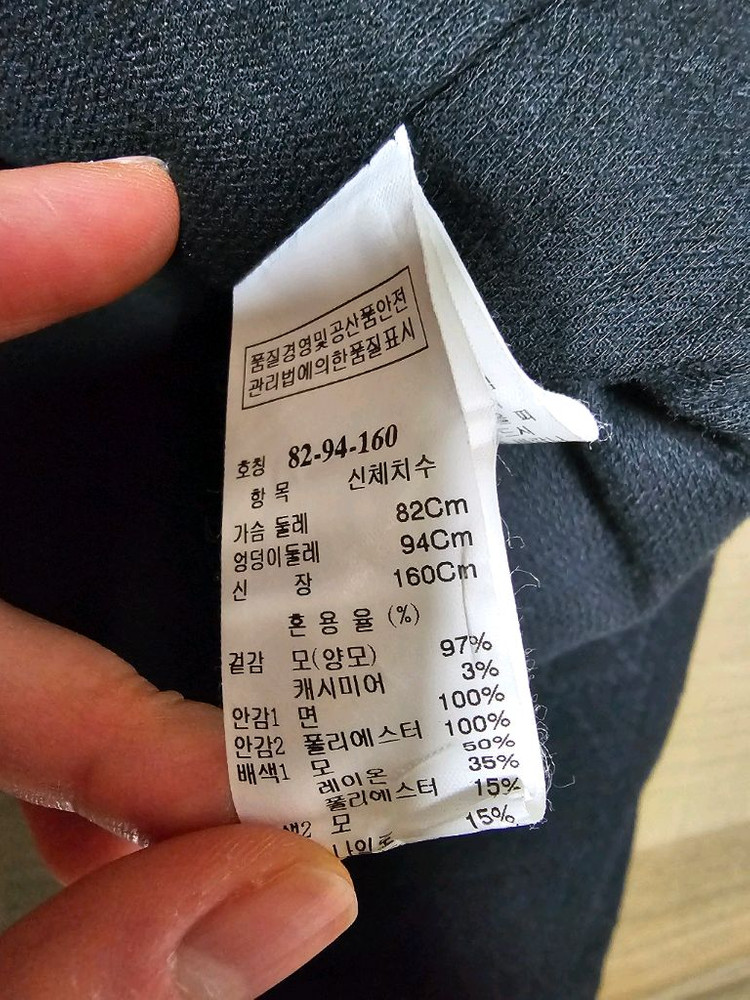 품질경영및공산품안전
관리법에의한품질표시
호칭 82-94-160
항 목 신체치수
가슴 둘레 82Cm
엉덩이둘레 94Cm
신 장 160Cm
혼 용 율 (%)
겉감 모(양모) 97%
캐시미어 3%
안감1 면 100%
안감2 폴리에스터 100%
배색1 모 50%
레이온 35%
폴리에스터 15%
모 15%